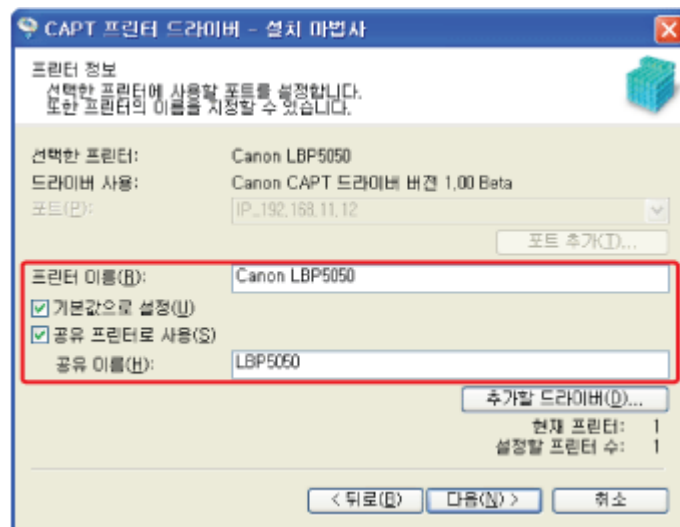 CAPT 프린터 드라이버 - 설치 마법사
프린터 정보
선택한 프린터에 사용할 포트를 설정합니다.
또한 프린터의 이름을 지정할 수 있습니다.
선택한 프린터: Canon LBP5050
드라이버 사용: Canon CAPT 드라이버 버전 1.00 Beta
포트(P): IP_192.168.11.12
포트 추가(T)...
프린터 이름(R): Canon LBP5050
기본값으로 설정(U)
공유 프린터로 사용(S)
공유 이름(H): LBP5050
추가할 드라이버(D)...
현재 프린터: 1
설정할 프린터 수: 1
< 뒤로(B) 다음(N) > 취소